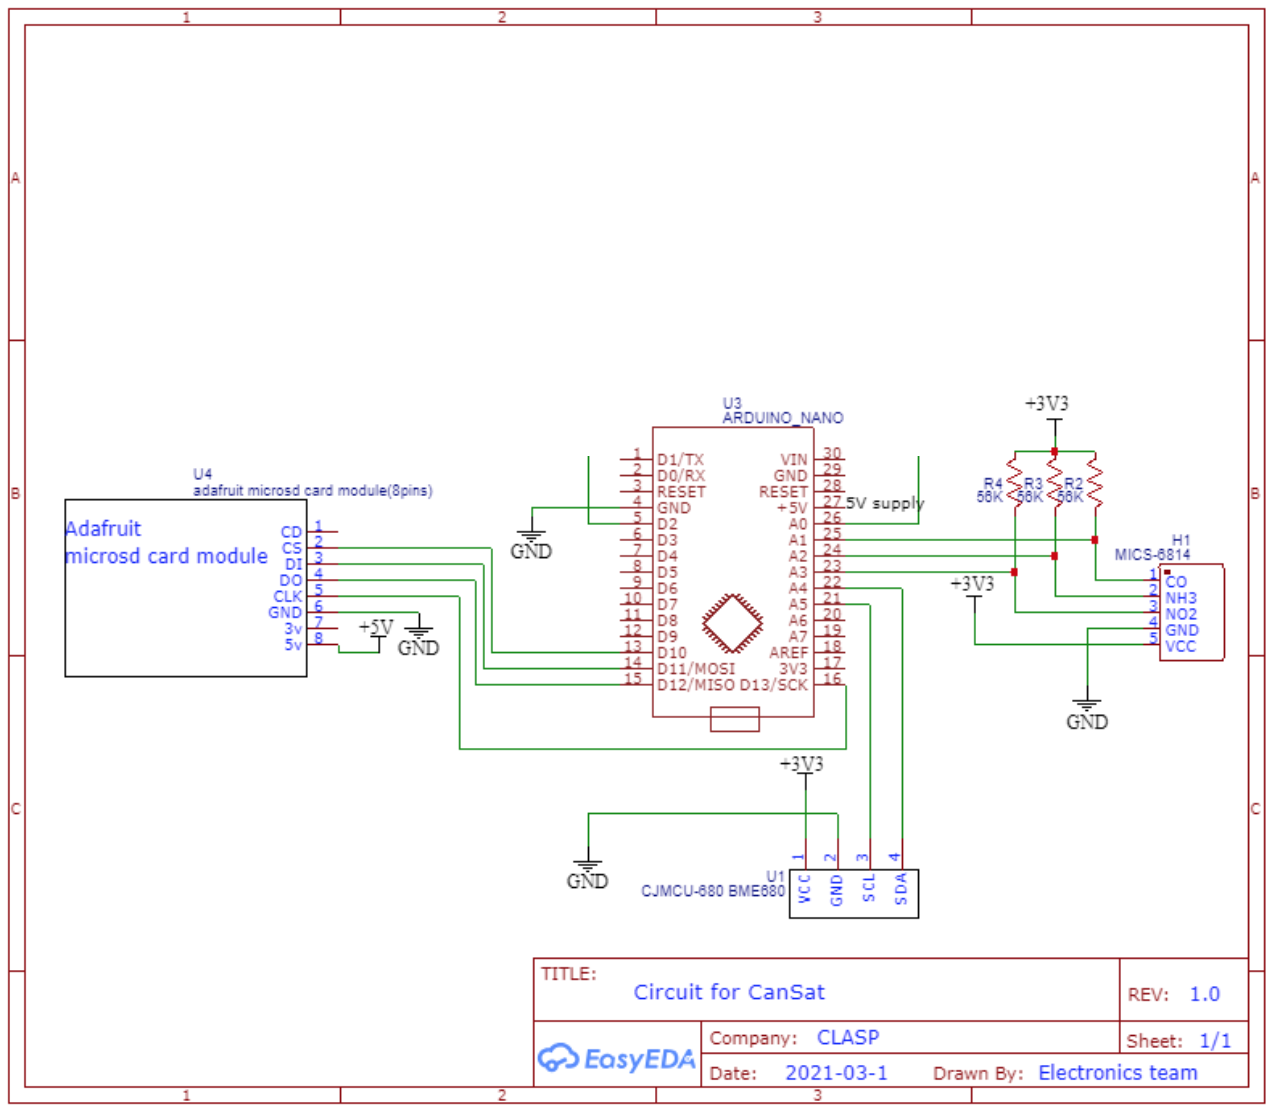 1 2 3
A A
B B
C C
+3V3
U3
ARDUINO_NANO
1 D1/TX
2 D0/RX
3 RESET
4 GND
5 D2
6 D3
7 D4
8 D5
9 D6
10 D7
11 D8
12 D9
13 D10
14 D11/MOSI
15 D12/MISO
VIN 30
GND 29
RESET 28
+5V 27
A0 26
A1 25
A2 24
A3 23
A4 22
A5 21
A6 20
A7 19
AREF 18
3V3 17
D13/SCK 16
5V supply
GND
U4
adafruit microsd card module(8pins)
Adafruit
microsd card module
CD 1
CS 2
DI 3
DO 4
CLK 5
GND 6
3v 7
5v 8
+5V
GND
R4 R3 R2
56K 56K 56K
H1
MICS-6814
1 CO
2 NH3
3 NO2
4 GND
5 VCC
+3V3
GND
+3V3
GND
U1
CJMCU-680 BME680
1 VCC
2 GND
3 SCL
4 SDA
TITLE:
Circuit for CanSat
REV: 1.0
EasyEDA
Company: CLASP
Sheet: 1/1
Date: 2021-03-1
Drawn By: Electronics team
1 2 3